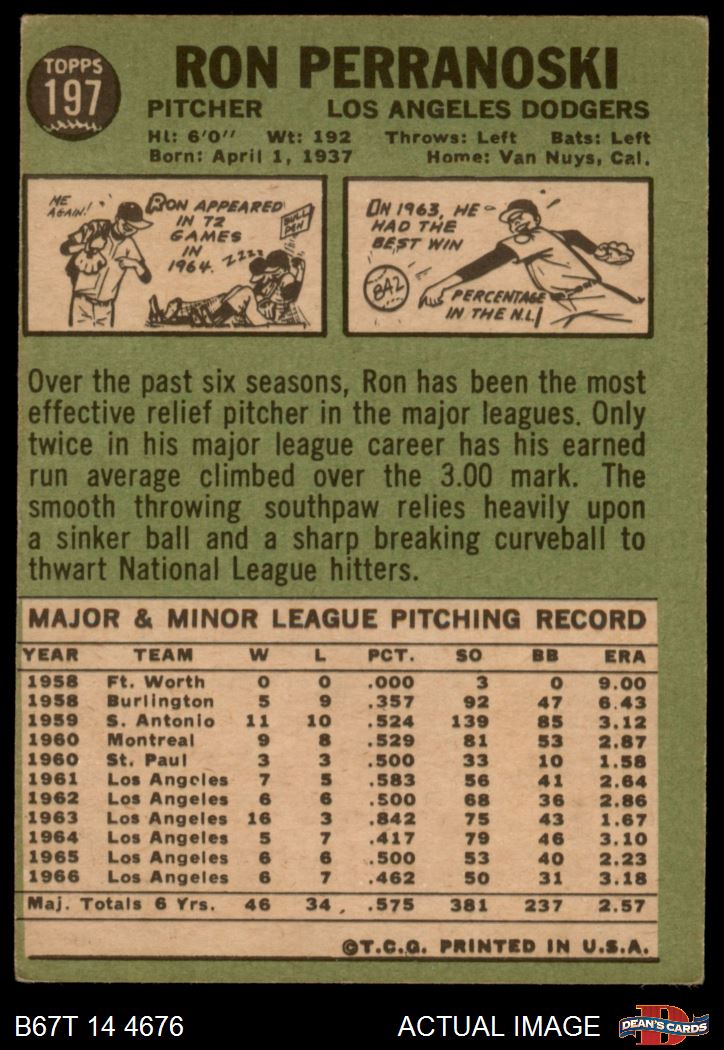 TOPPS
197
RON PERRANOSKI
PITCHER LOS ANGELES DODGERS
Ht: 6'0" Wt: 192 Throws: Left Bats: Left
Born: April 1, 1937 Home: Van Nuys, Cal.
ME
AGAIN!
RON APPEARED
IN 72
GAMES
IN
1964.
ZZZZ
BULL
PEN
IN 1963, HE
HAD THE
BEST WIN
842
PERCENTAGE
IN THE N.L.
Over the past six seasons, Ron has been the most
effective relief pitcher in the major leagues. Only
twice in his major league career has his earned
run average climbed over the 3.00 mark. The
smooth throwing southpaw relies heavily upon
a sinker ball and a sharp breaking curveball to
thwart National League hitters.
MAJOR & MINOR LEAGUE PITCHING RECORD
YEAR TEAM W L PCT. SO BB ERA
1958 Ft. Worth 0 0 .000 3 0 9.00
1958 Burlington 5 9 .357 92 47 6.43
1959 S. Antonio 11 10 .524 139 85 3.12
1960 Montreal 9 8 .529 81 53 2.87
1960 St. Paul 3 3 .500 33 10 1.58
1961 Los Angeles 7 5 .583 56 41 2.64
1962 Los Angeles 6 6 .500 68 36 2.86
1963 Los Angeles 16 3 .842 75 43 1.67
1964 Los Angeles 5 7 .417 79 46 3.10
1965 Los Angeles 6 6 .500 53 40 2.23
1966 Los Angeles 6 7 .462 50 31 3.18
Maj. Totals 6 Yrs. 46 34 .575 381 237 2.57
©T.C.G. PRINTED IN U.S.A.
B67T 14 4676 ACTUAL IMAGE
DEAN'S CARDS